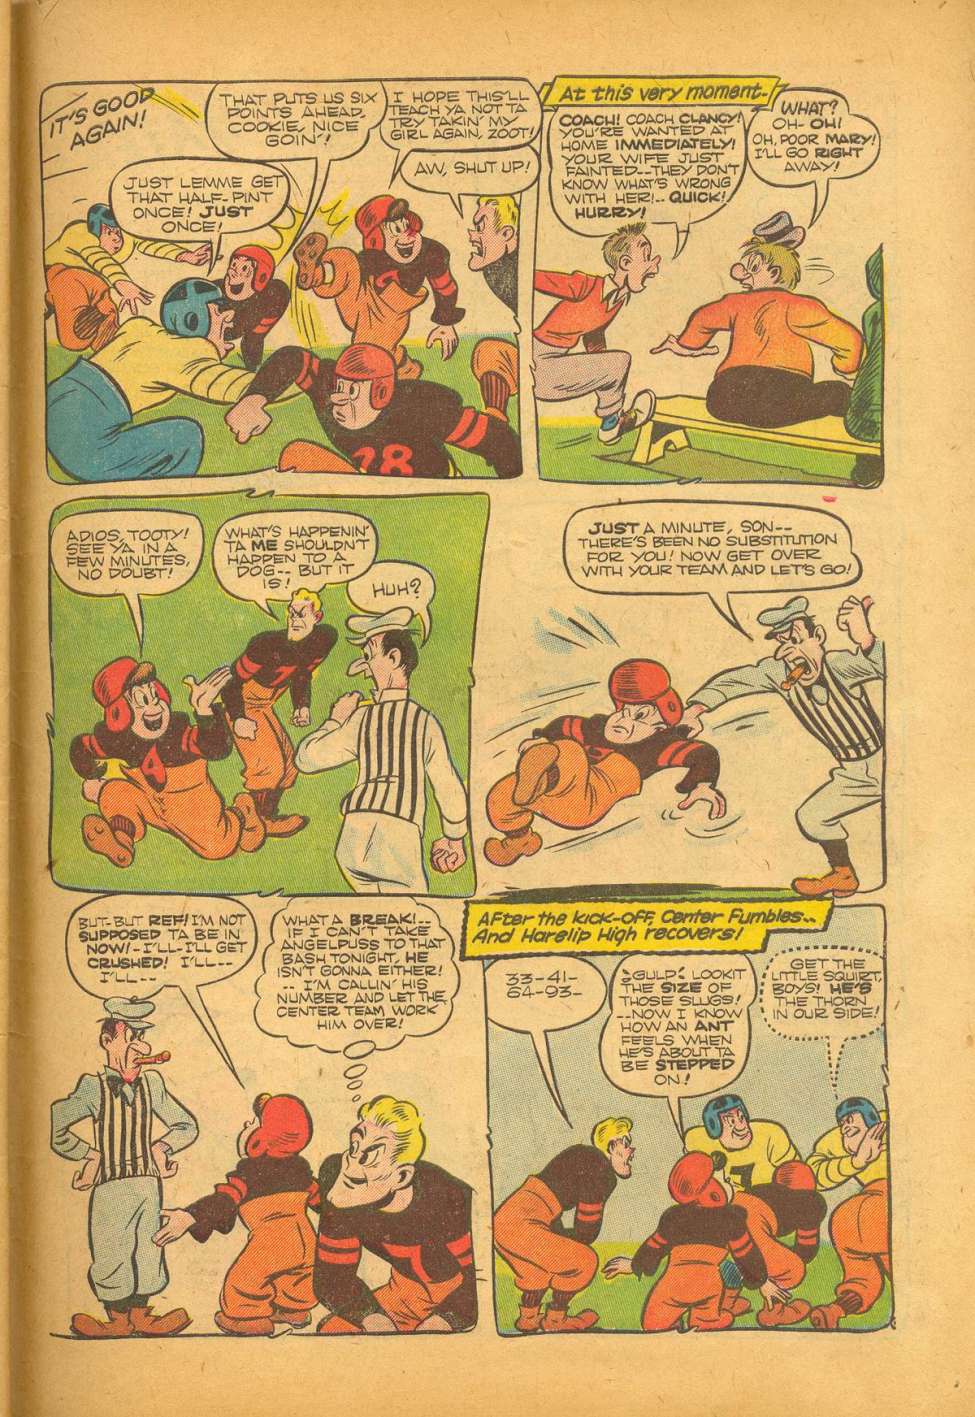 IT'S GOOD
AGAIN!
THAT PUTS US SIX
POINTS AHEAD,
COOKIE, NICE
GOIN'!
I HOPE THIS'LL
TEACH YA NOT TA
TRY TAKIN' MY
GIRL AGAIN, ZOOT!
AW, SHUT UP!
JUST LEMME GET
THAT HALF-PINT
ONCE! JUST
ONCE!
18
At this very moment-
COACH! COACH CLANCY!
YOU'RE WANTED AT
HOME IMMEDIATELY!
YOUR WIFE JUST
FAINTED--THEY DON'T
KNOW WHAT'S WRONG
WITH HER!-- QUICK!
HURRY!
WHAT?
OH- OH!
OH, POOR MARY!
I'LL GO RIGHT
AWAY!
ADIOS, TOOTY!
SEE YA IN A
FEW MINUTES,
NO DOUBT!
WHAT'S HAPPENIN'
TA ME SHOULDN'T
HAPPEN TO A
DOG-- BUT IT
IS!
HUH?
4
7
JUST A MINUTE, SON--
THERE'S BEEN NO SUBSTITUTION
FOR YOU! NOW GET OVER
WITH YOUR TEAM AND LET'S GO!
BUT-BUT REF! I'M NOT
SUPPOSED TA BE IN
NOW!-I'LL-I'LL GET
CRUSHED! I'LL--
I'LL--
WHAT A BREAK!--
IF I CAN'T TAKE
ANGELPUSS TO THAT
BASH TONIGHT, HE
ISN'T GONNA EITHER!
-- I'M CALLIN' HIS
NUMBER AND LET THE
CENTER TEAM WORK
HIM OVER!
7
After the kick-off, Center Fumbles...
And Harelip High recovers!
33-41-
64-93-
GULP! LOOKIT
THE SIZE OF
THOSE SLUGS!
--NOW I KNOW
HOW AN ANT
FEELS WHEN
HE'S ABOUT TA
BE STEPPED
ON!
GET THE
LITTLE SQUIRT,
BOYS! HE'S
THE THORN
IN OUR SIDE!
7